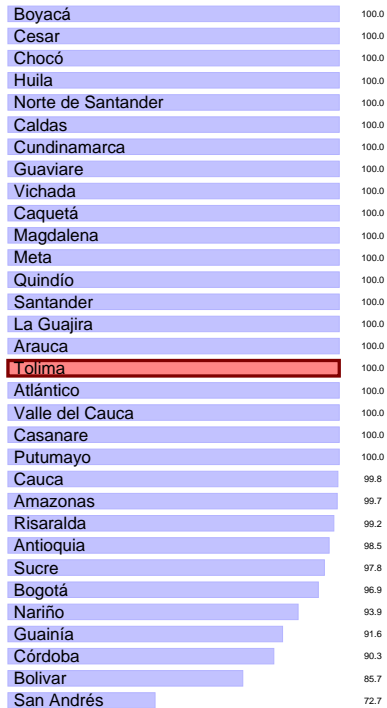 Boyacá 100.0
Cesar 100.0
Chocó 100.0
Huila 100.0
Norte de Santander 100.0
Caldas 100.0
Cundinamarca 100.0
Guaviare 100.0
Vichada 100.0
Caquetá 100.0
Magdalena 100.0
Meta 100.0
Quindío 100.0
Santander 100.0
La Guajira 100.0
Arauca 100.0
Tolima 100.0
Atlántico 100.0
Valle del Cauca 100.0
Casanare 100.0
Putumayo 100.0
Cauca 99.8
Amazonas 99.7
Risaralda 99.2
Antioquia 98.5
Sucre 97.8
Bogotá 96.9
Nariño 93.9
Guainía 91.6
Córdoba 90.3
Bolivar 85.7
San Andrés 72.7